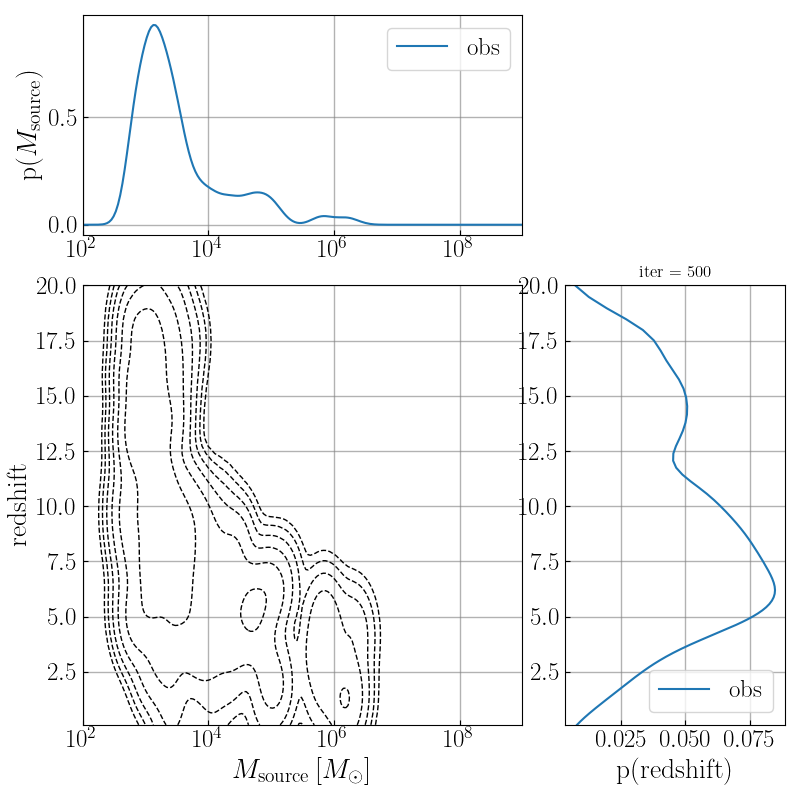 obs
p(M_source)
0.5
0.0
10^2 10^4 10^6 10^8
iter = 500
20.0
17.5
15.0
12.5
10.0
7.5
5.0
2.5
redshift
10^2 10^4 10^6 10^8
M_source [M_⊙]
20.0
17.5
15.0
12.5
10.0
7.5
5.0
2.5
obs
0.025 0.050 0.075
p(redshift)